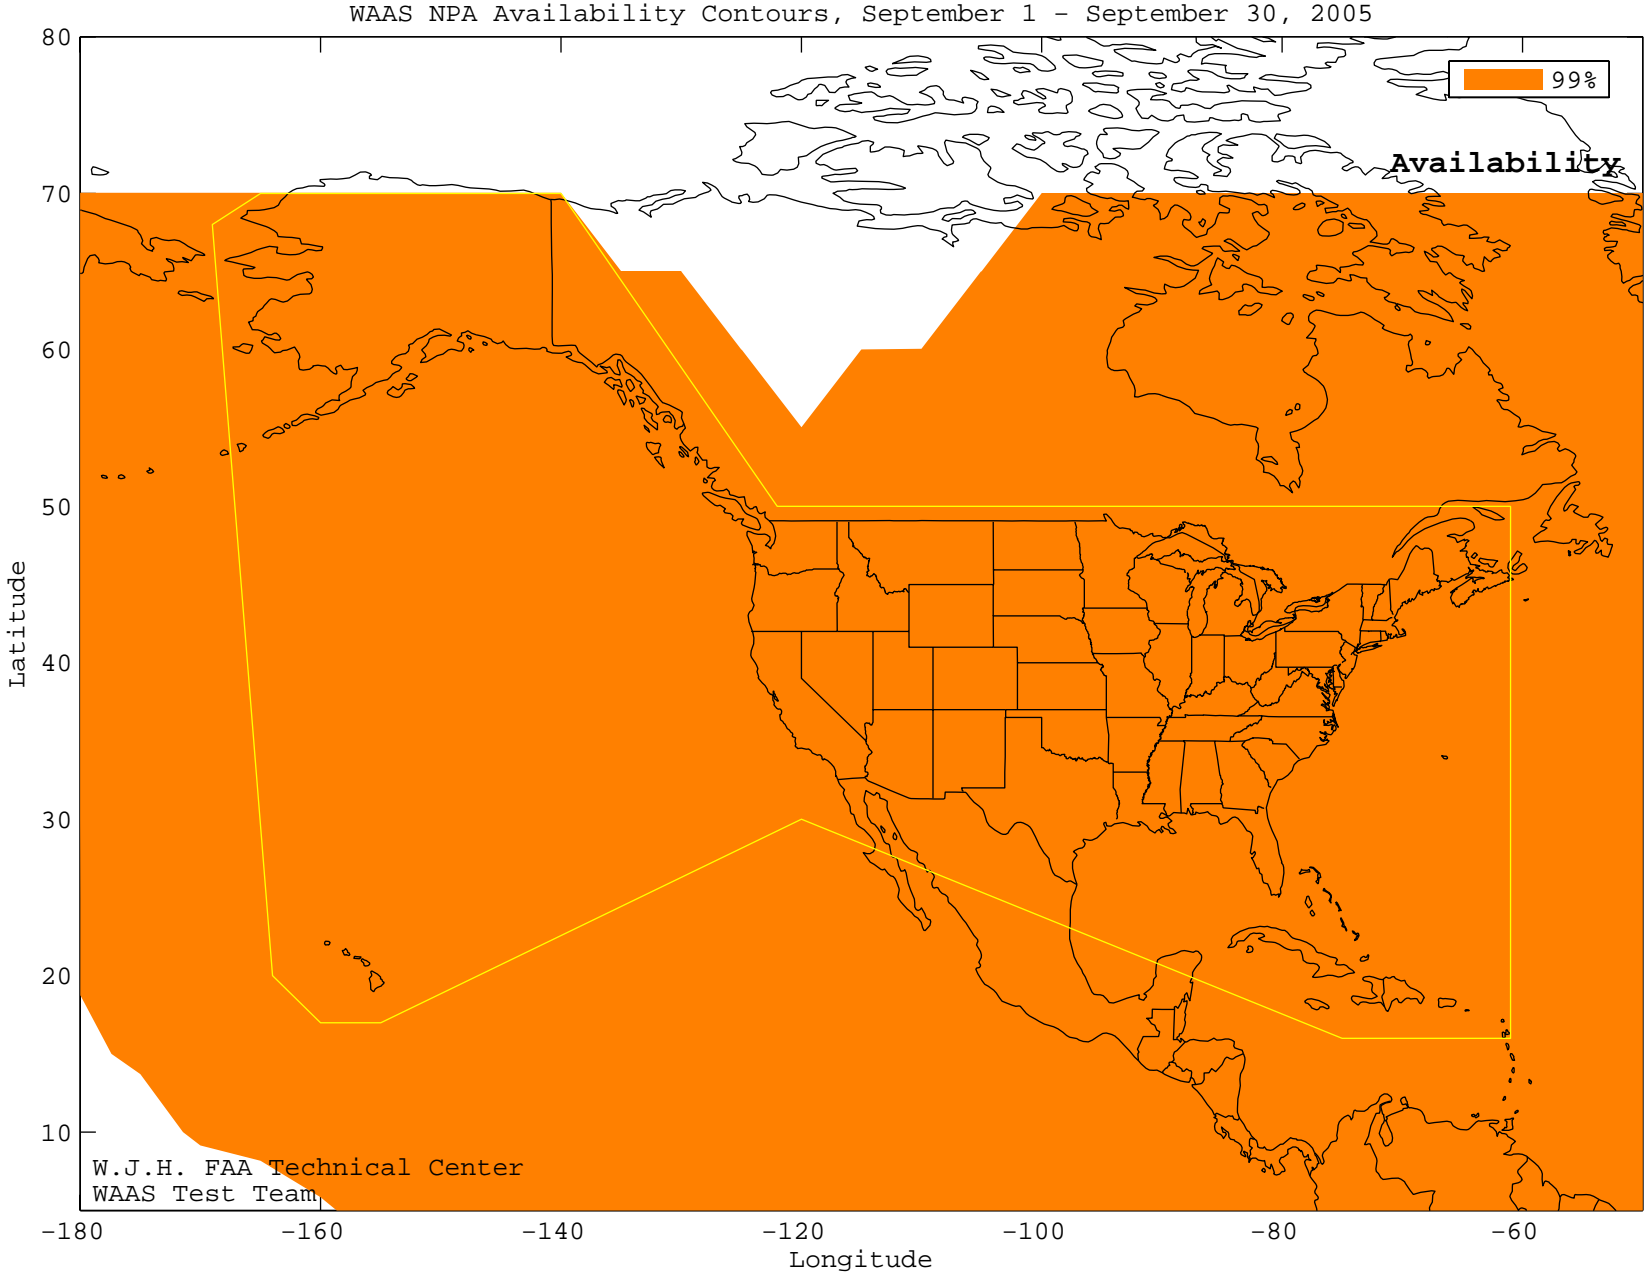 WAAS NPA Availability Contours, September 1 - September 30, 2005
80
99%
Availability
70
60
50
Latitude
40
30
20
10
W.J.H. FAA Technical Center
WAAS Test Team
-180 -160 -140 -120 -100 -80 -60
Longitude